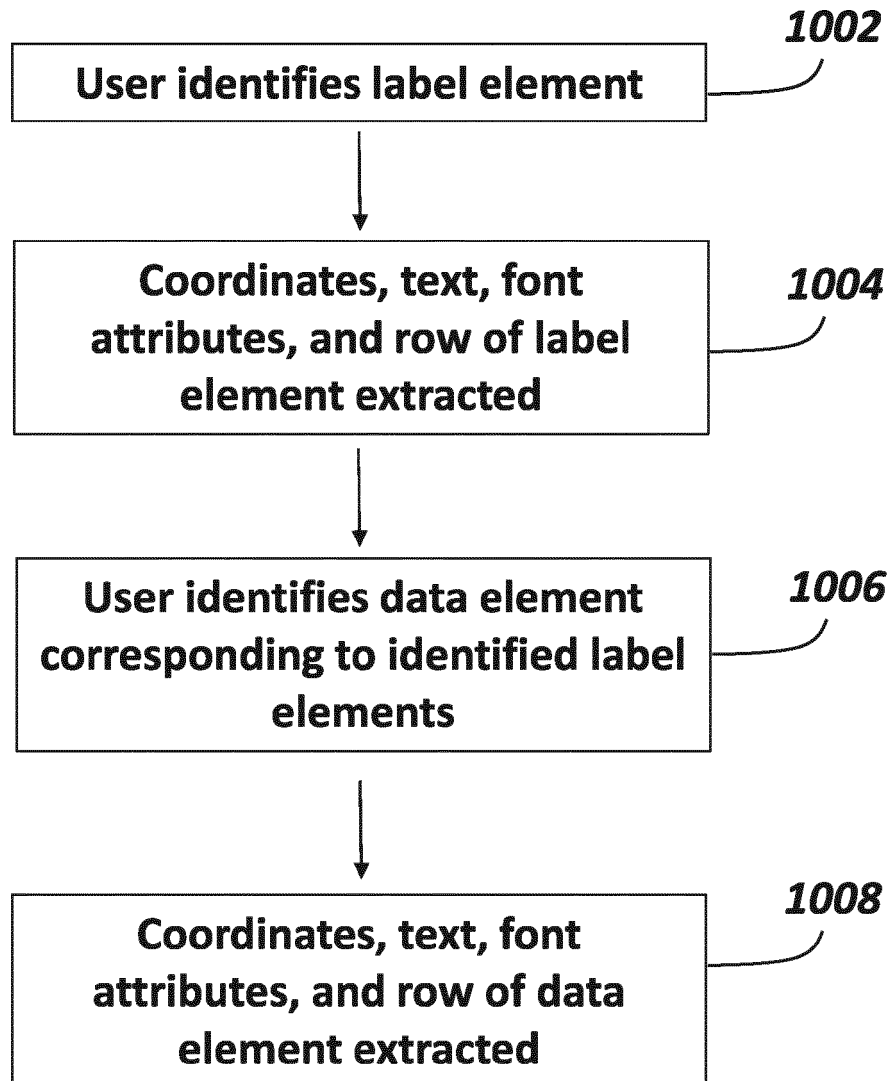 1002
User identifies label element
Coordinates, text, font
attributes, and row of label
element extracted
1004
User identifies data element
corresponding to identified label
elements
1006
Coordinates, text, font
attributes, and row of data
element extracted
1008